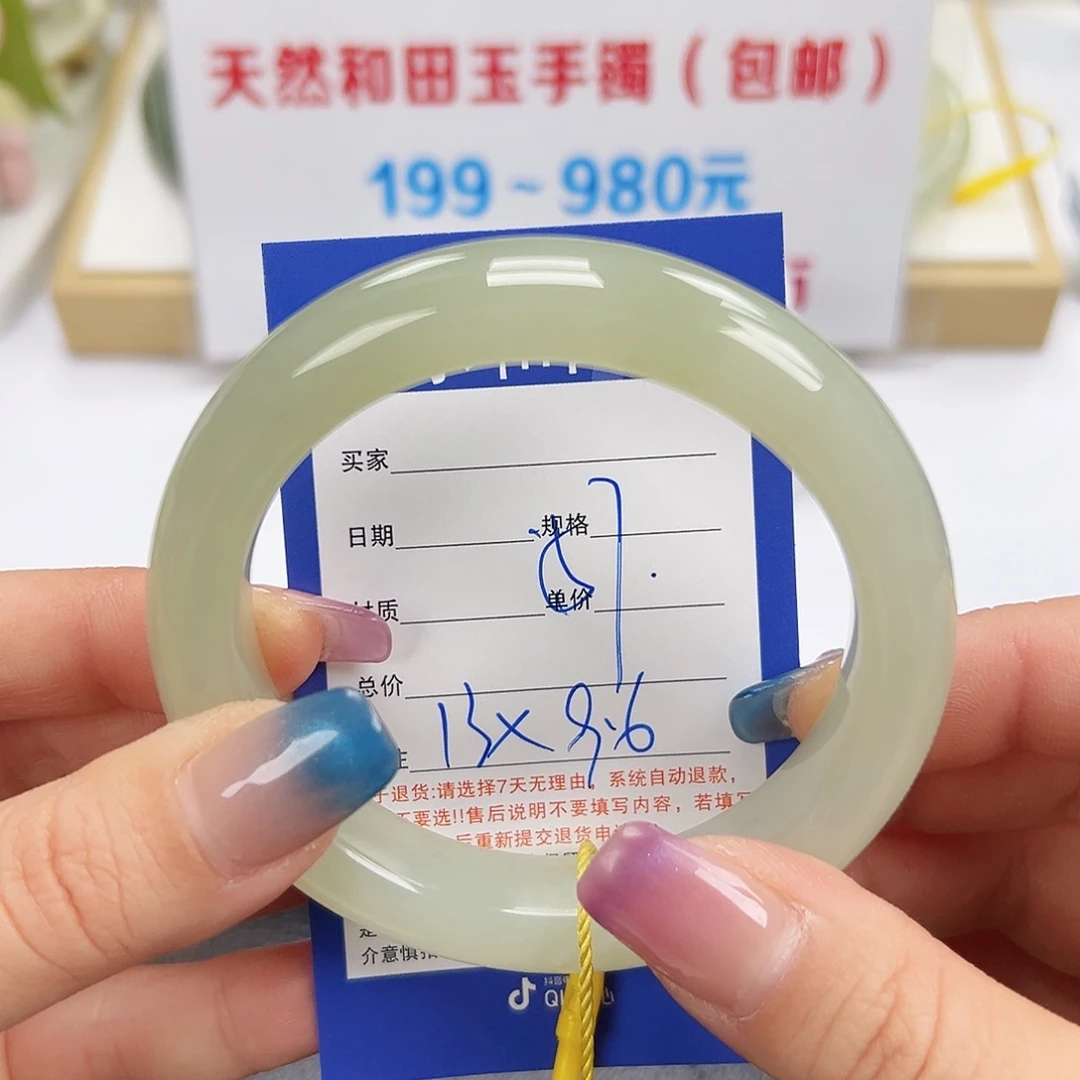 天然和田玉手镯（包邮）
199~980元
买家
日期 规格
材质 单价
57.
总价
13×9.6
退货:请选择7天无理由，系统自动退款，
不要选!!售后说明不要填写内容，若填写
后重新提交退货申
介意慎拍